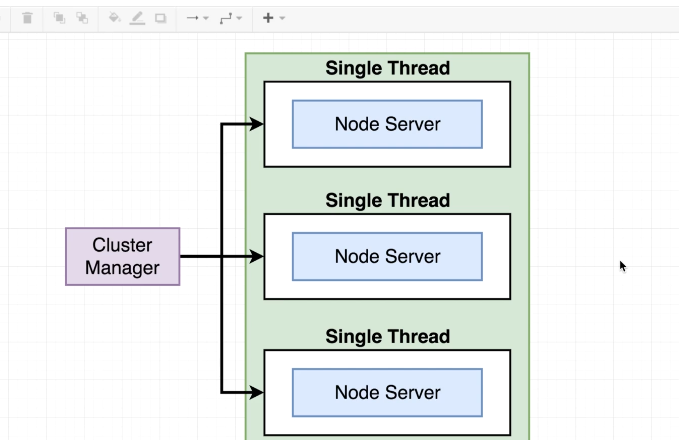 Single Thread
Node Server
Single Thread
Cluster
Manager
Node Server
Single Thread
Node Server